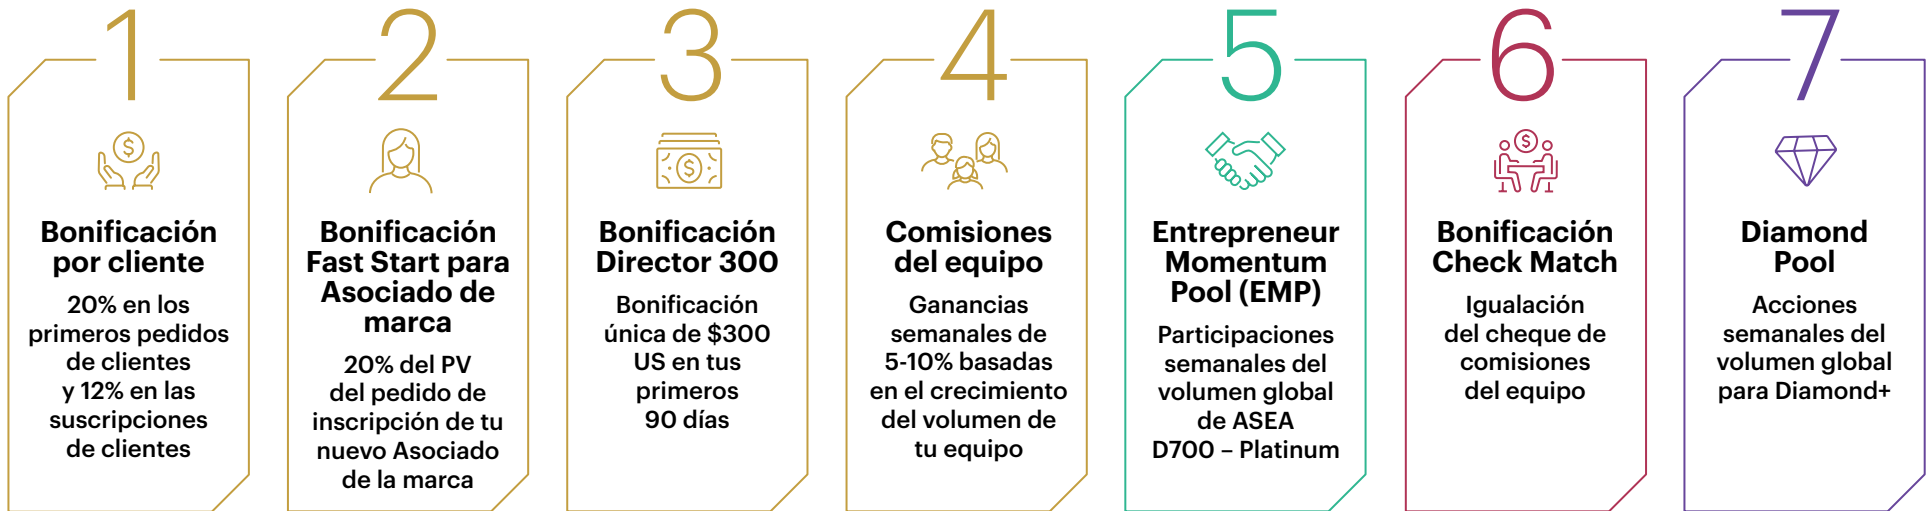 1
Bonificación
por cliente
20% en los
primeros pedidos
de clientes
y 12% en las
suscripciones
de clientes
2
Bonificación
Fast Start para
Asociado de
marca
20% del PV
del pedido de
inscripción de tu
nuevo Asociado
de la marca
3
Bonificación
Director 300
Bonificación
única de $300
US en tus
primeros
90 días
4
Comisiones
del equipo
Ganancias
semanales de
5-10% basadas
en el crecimiento
del volumen de
tu equipo
5
Entrepreneur
Momentum
Pool (EMP)
Participaciones
semanales del
volumen global
de ASEA
D700 – Platinum
6
Bonificación
Check Match
Igualación
del cheque de
comisiones
del equipo
7
Diamond
Pool
Acciones
semanales del
volumen global
para Diamond+